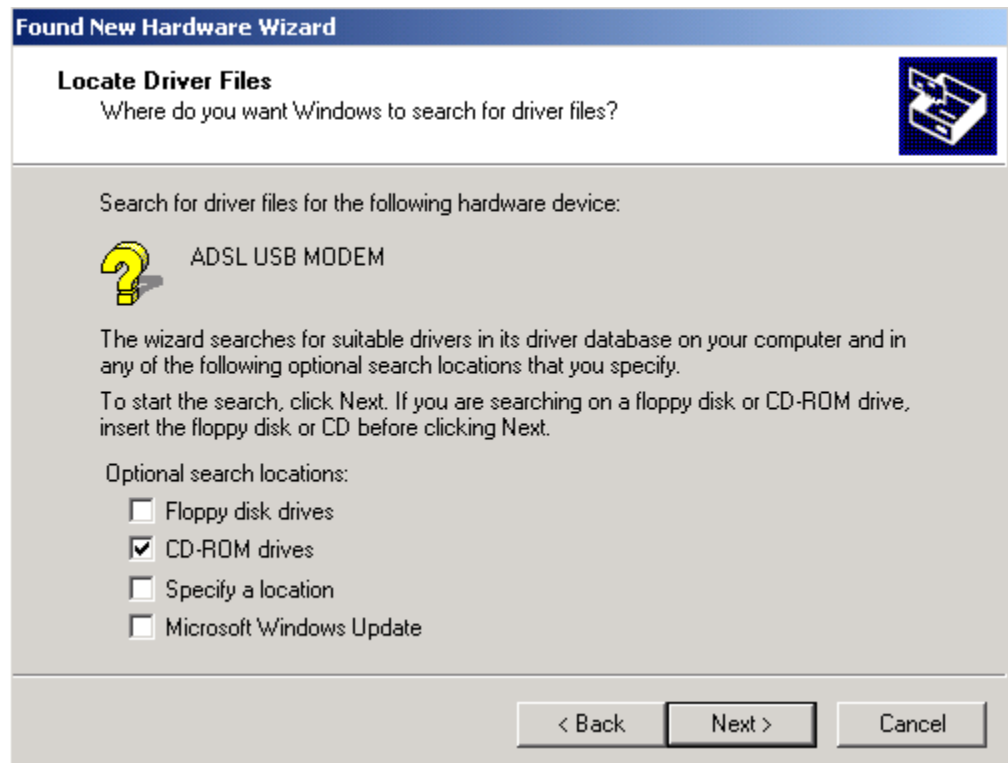 Found New Hardware Wizard
Locate Driver Files
Where do you want Windows to search for driver files?
Search for driver files for the following hardware device:
ADSL USB MODEM
The wizard searches for suitable drivers in its driver database on your computer and in
any of the following optional search locations that you specify.
To start the search, click Next. If you are searching on a floppy disk or CD-ROM drive,
insert the floppy disk or CD before clicking Next.
Optional search locations:
Floppy disk drives
CD-ROM drives
Specify a location
Microsoft Windows Update
< Back Next > Cancel